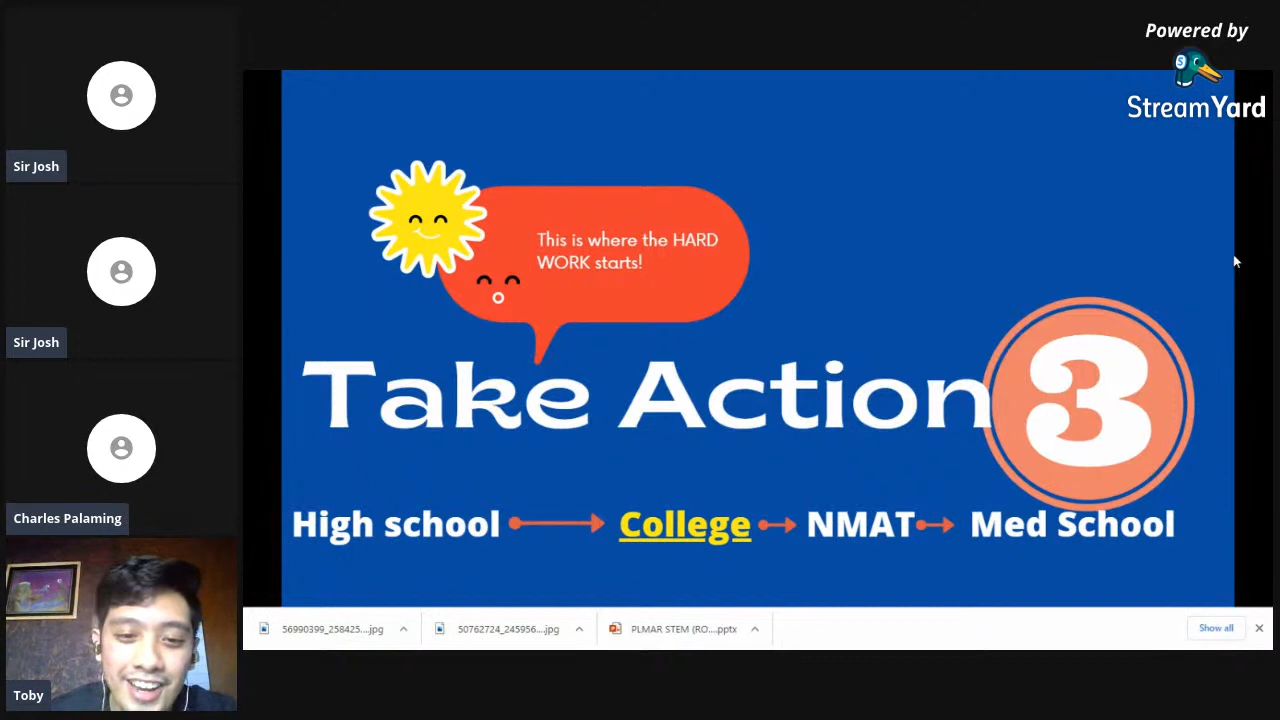 Powered by
StreamYard
Sir Josh
Sir Josh
Charles Palaming
Toby
This is where the HARD
WORK starts!
Take Action
3
High school College NMAT Med School
56990399_258425....jpg
50762724_245956....jpg
PLMAR STEM (RO....pptx
Show all